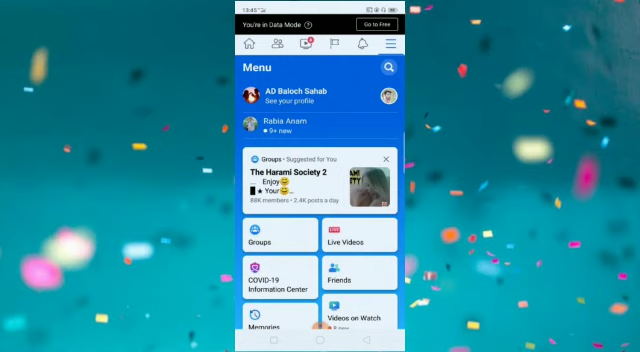 13:45
You're in Data Mode
Go to Free
Menu
AD Baloch Sahab
See your profile
Rabia Anam
9+ new
Groups • Suggested for You
The Harami Society 2
... Enjoy😊
★ Your😊..
88K members • 2.4K posts a day
Groups
Live Videos
COVID-19
Information Center
Friends
Memories
Videos on Watch